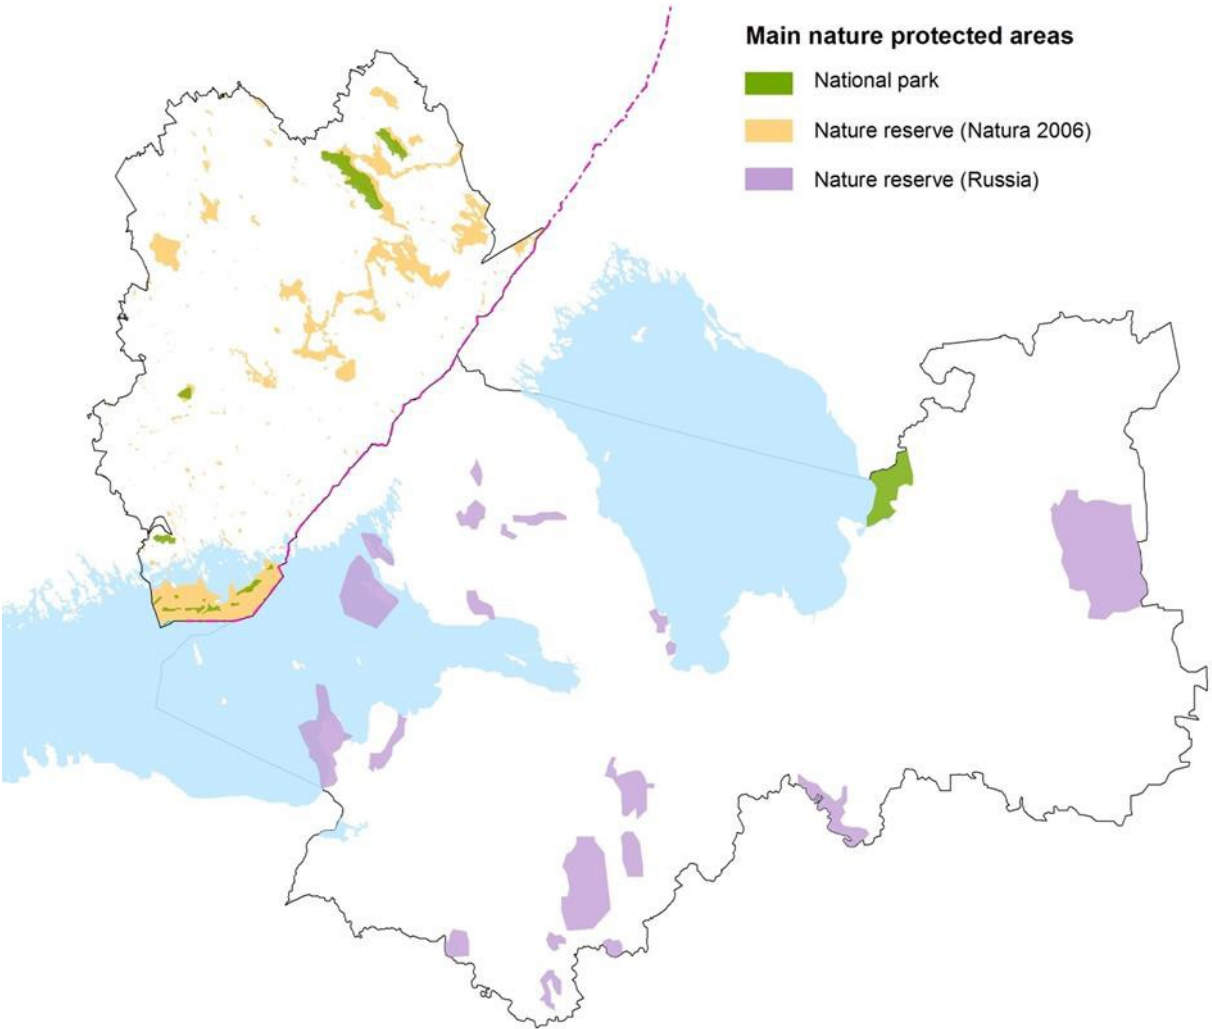 Main nature protected areas
National park
Nature reserve (Natura 2006)
Nature reserve (Russia)